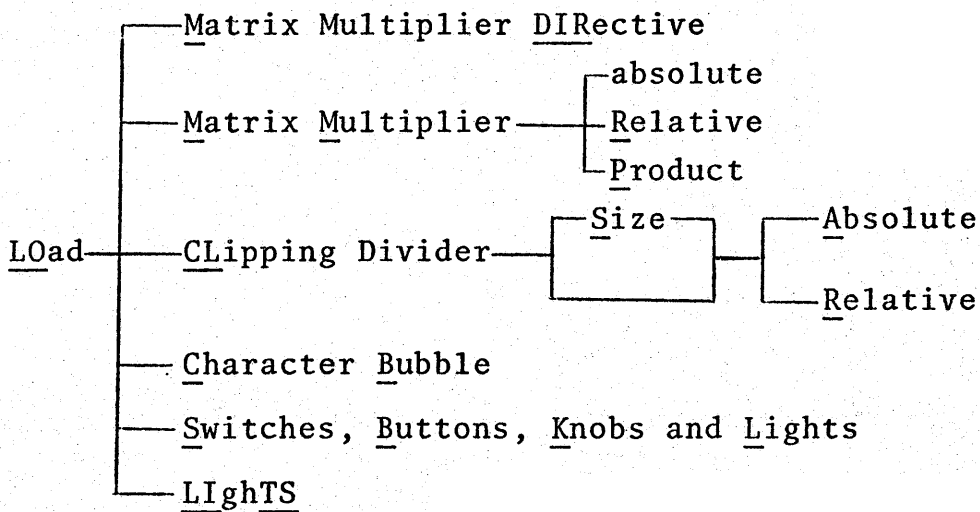 Matrix Multiplier DIRective
absolute
Matrix Multiplier
Relative
Product
Size
Absolute
LOad
CLipping Divider
Relative
Character Bubble
Switches, Buttons, Knobs and Lights
LIghTS